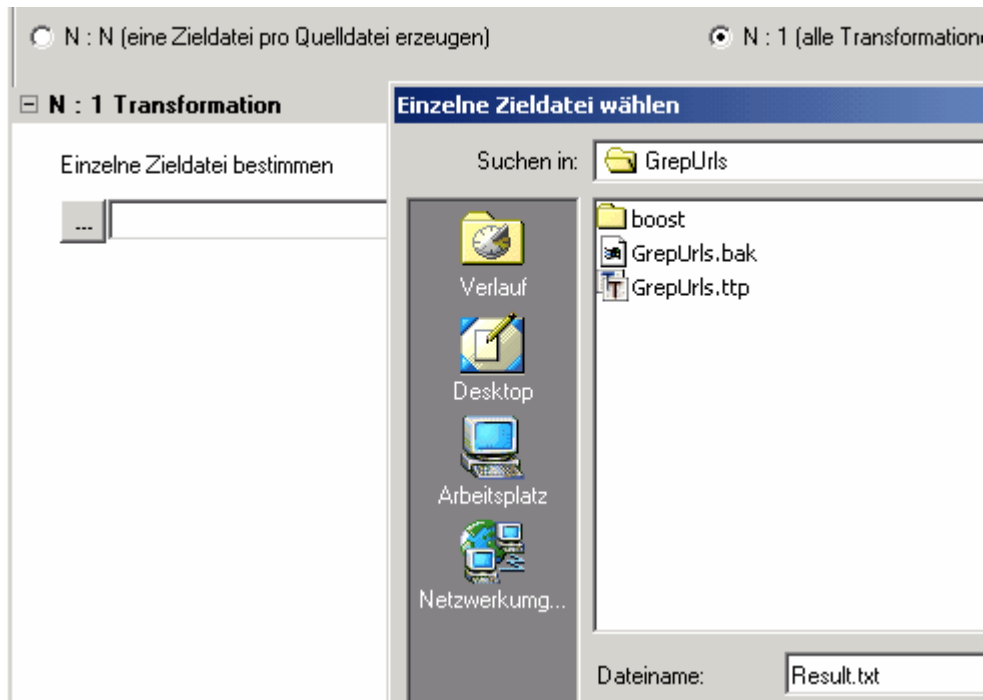 N : N (eine Zieldatei pro Quelldatei erzeugen)
N : 1 (alle Transformation
N : 1 Transformation
Einzelne Zieldatei bestimmen
...
Einzelne Zieldatei wählen
Suchen in:
GrepUrls
Verlauf
Desktop
Arbeitsplatz
Netzwerkumg...
boost
GrepUrls.bak
GrepUrls.ttp
Dateiname:
Result.txt